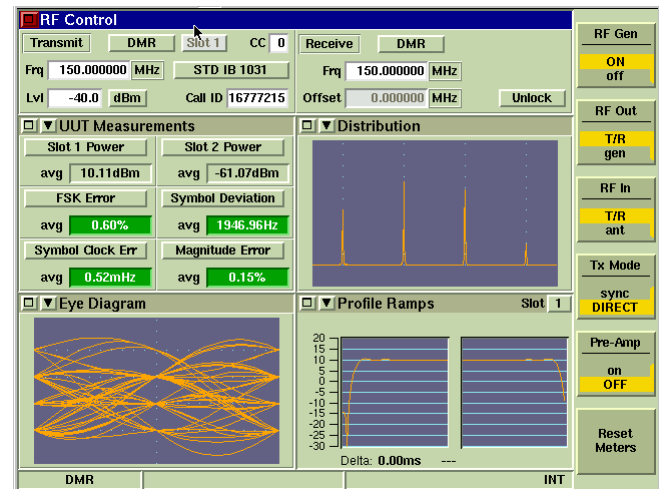 RF Control
Transmit DMR Slot 1 CC 0
Frq 150.000000 MHz STD IB 1031
Lvl -40.0 dBm Call ID 16777215
Receive DMR
Frq 150.000000 MHz
Offset 0.000000 MHz Unlock
UUT Measurements
Slot 1 Power Slot 2 Power
avg 10.11dBm avg -61.07dBm
FSK Error Symbol Deviation
avg 0.60% avg 1946.96Hz
Symbol Clock Err Magnitude Error
avg 0.52mHz avg 0.15%
Distribution
Eye Diagram
Profile Ramps Slot 1
20
15
10
5
0
-5
-10
-15
-20
-25
-30
Delta: 0.00ms ---
DMR INT
RF Gen
ON
off
RF Out
T/R
gen
RF In
T/R
ant
Tx Mode
sync
DIRECT
Pre-Amp
on
OFF
Reset
Meters